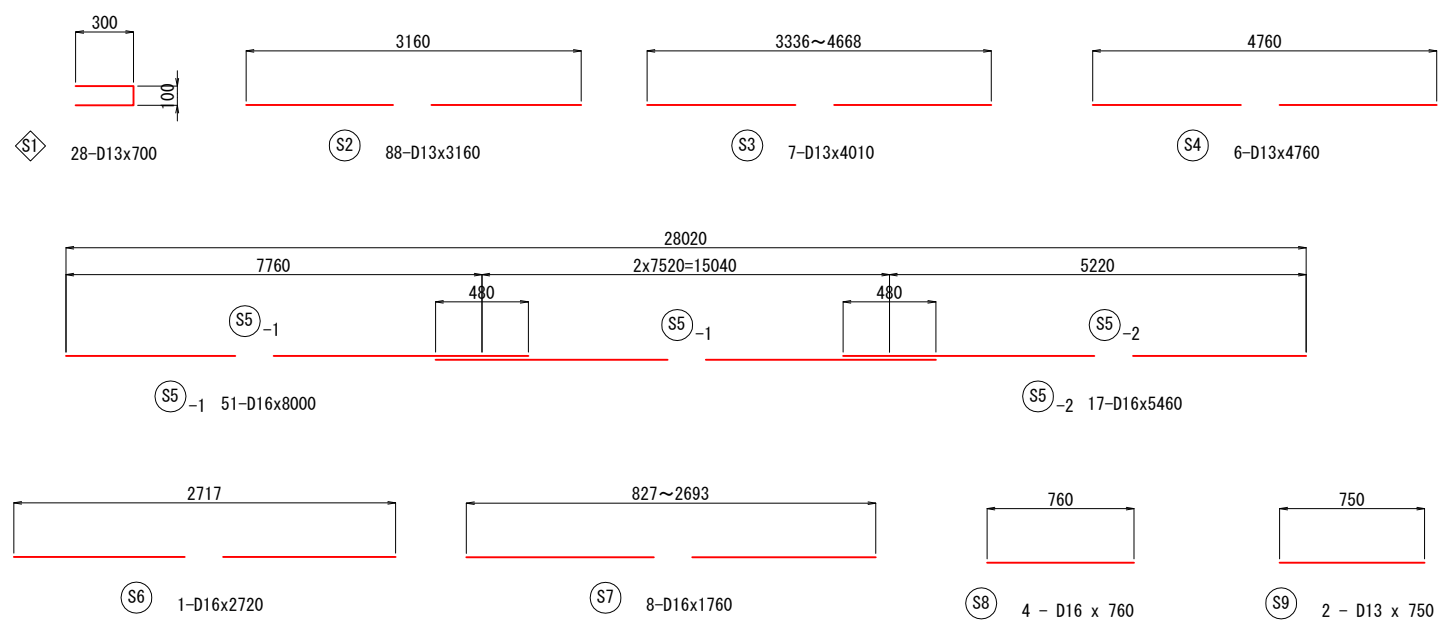 300
100
S1 28-D13x700
3160
S2 88-D13x3160
3336～4668
S3 7-D13x4010
4760
S4 6-D13x4760
28020
7760
2x7520=15040
5220
480
480
S5-1
S5-1
S5-2
S5-1 51-D16x8000
S5-2 17-D16x5460
2717
S6 1-D16x2720
827～2693
S7 8-D16x1760
760
S8 4 - D16 x 760
750
S9 2 - D13 x 750